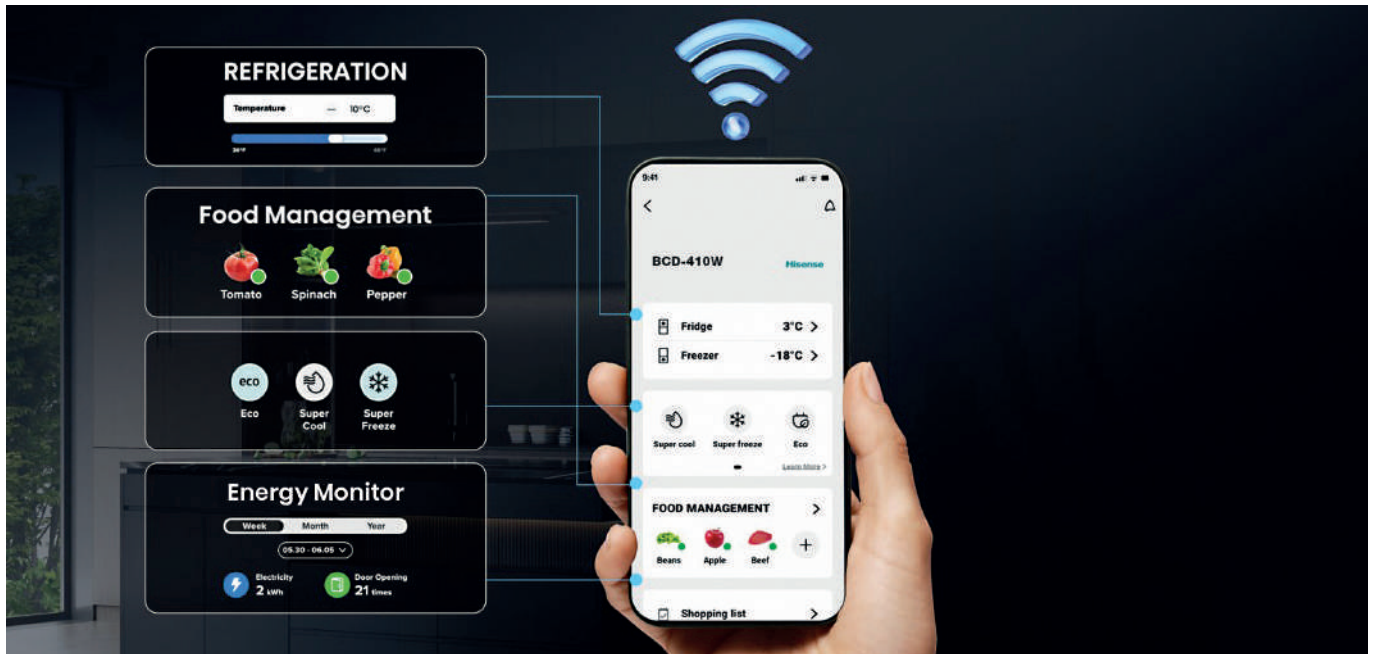 REFRIGERATION
Temperature — 10°C
Food Management
Tomato Spinach Pepper
eco
Eco Super Cool Super Freeze
Energy Monitor
Week Month Year
05.30 - 06.05
Electricity 2 kWh
Door Opening 21 times
9:41
BCD-410W Hisense
Fridge 3°C
Freezer -18°C
Super cool Super freeze Eco
Learn More >
FOOD MANAGEMENT
Beans Apple Beef
Shopping list